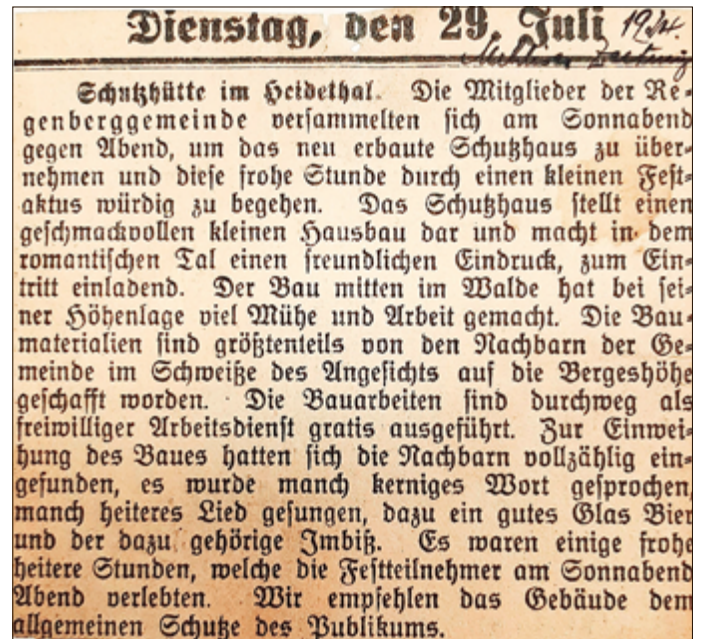 Dienstag, den 29. Juli 1924.
Zeitung
Schutzhütte im Heidethal. Die Mitglieder der Re-
genberggemeinde versammelten sich am Sonnabend
gegen Abend, um das neu erbaute Schutzhaus zu über-
nehmen und diese frohe Stunde durch einen kleinen Fest-
aktus würdig zu begehen. Das Schutzhaus stellt einen
geschmackvollen kleinen Hausbau dar und macht in dem
romantischen Tal einen freundlichen Eindruck, zum Ein-
tritt einladend. Der Bau mitten im Walde hat bei sei-
ner Höhenlage viel Mühe und Arbeit gemacht. Die Bau-
materialien sind größtenteils von den Nachbarn der Ge-
meinde im Schweiße des Angesichts auf die Bergeshöhe
geschafft worden. Die Bauarbeiten sind durchweg als
freiwilliger Arbeitsdienst gratis ausgeführt. Zur Einwei-
hung des Baues hatten sich die Nachbarn vollzählig ein-
gefunden, es wurde manch kerniges Wort gesprochen,
manch heiteres Lied gesungen, dazu ein gutes Glas Bier
und der dazu gehörige Imbiß. Es waren einige frohe
heitere Stunden, welche die Festteilnehmer am Sonnabend
Abend verlebten. Wir empfehlen das Gebäude dem
allgemeinen Schutze des Publikums.